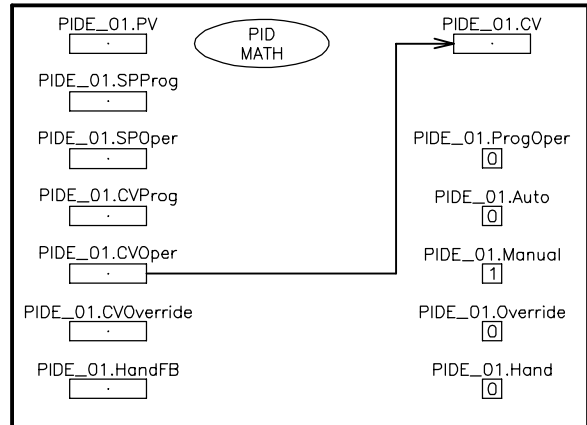 PIDE_01.PV
PID
MATH
PIDE_01.CV
PIDE_01.SPProg
PIDE_01.SPOper
PIDE_01.ProgOper
0
PIDE_01.CVProg
PIDE_01.Auto
0
PIDE_01.CVOper
PIDE_01.Manual
1
PIDE_01.CVOverride
PIDE_01.Override
0
PIDE_01.HandFB
PIDE_01.Hand
0